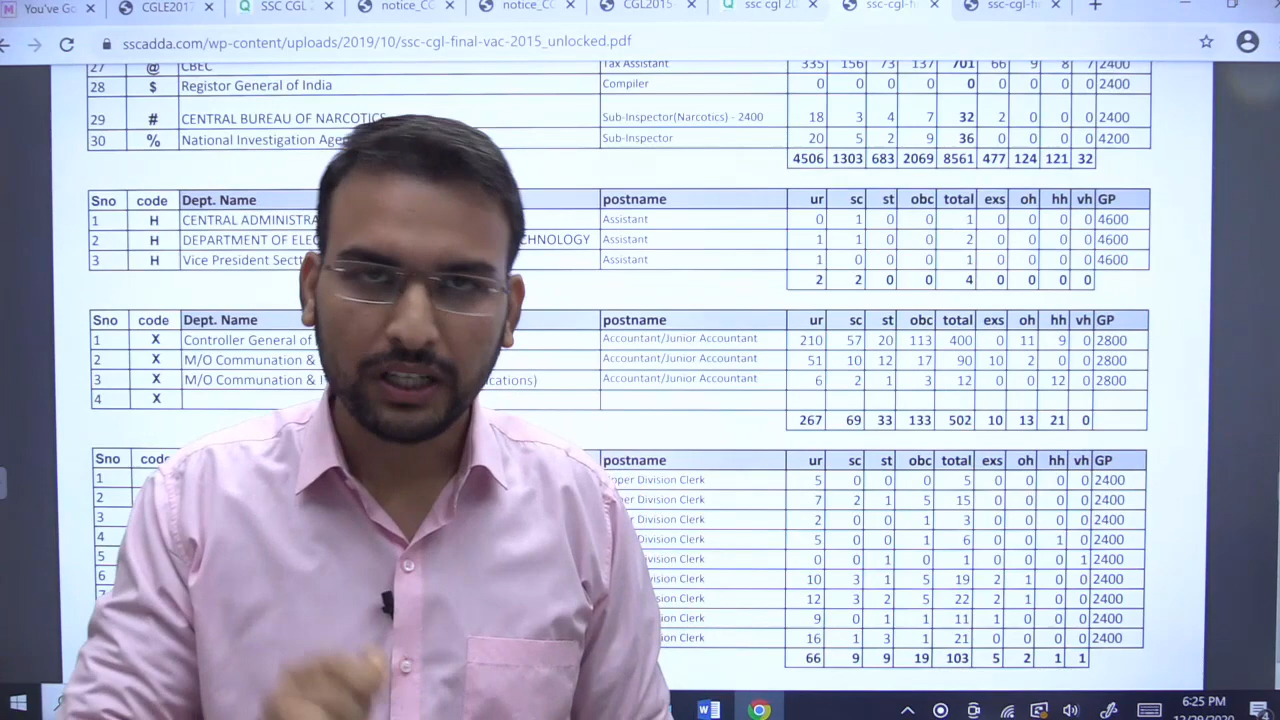 You've Go
CGLE2017
SSC CGL
notice_CC
notice_CC
CGL2015
ssc cgl 20
ssc-cgl-fi
ssc-cgl-fi
sscadda.com/wp-content/uploads/2019/10/ssc-cgl-final-vac-2015_unlocked.pdf
27 @ CBEC Tax Assistant 335 156 73 137 701 66 9 8 7 2400
28 $ Registor General of India Compiler 0 0 0 0 0 0 0 0 0 2400
29 # CENTRAL BUREAU OF NARCOTICS Sub-Inspector(Narcotics) - 2400 18 3 4 7 32 2 0 0 0 2400
30 % National Investigation Age Sub-Inspector 20 5 2 9 36 0 0 0 0 4200
4506 1303 683 2069 8561 477 124 121 32
Sno code Dept. Name postname ur sc st obc total exs oh hh vh GP
1 H CENTRAL ADMINISTRA Assistant 0 1 0 0 1 0 0 0 0 4600
2 H DEPARTMENT OF ELEC CHNOLOGY Assistant 1 1 0 0 2 0 0 0 0 4600
3 H Vice President Sectt Assistant 1 0 0 0 1 0 0 0 0 4600
2 2 0 0 4 0 0 0 0
Sno code Dept. Name postname ur sc st obc total exs oh hh vh GP
1 X Controller General of Accountant/Junior Accountant 210 57 20 113 400 0 11 9 0 2800
2 X M/O Communation & Accountant/Junior Accountant 51 10 12 17 90 10 2 0 0 2800
3 X M/O Communation & I ications) Accountant/Junior Accountant 6 2 1 3 12 0 0 12 0 2800
4 X
267 69 33 133 502 10 13 21 0
Sno code postname ur sc st obc total exs oh hh vh GP
1 pper Division Clerk 5 0 0 0 5 0 0 0 0 2400
2 per Division Clerk 7 2 1 5 15 0 0 0 0 2400
3 r Division Clerk 2 0 0 1 3 0 0 0 0 2400
4 Division Clerk 5 0 0 1 6 0 0 1 0 2400
5 vision Clerk 0 0 1 0 1 0 0 0 1 2400
6 vision Clerk 10 3 1 5 19 2 1 0 0 2400
7 sion Clerk 12 3 2 5 22 2 1 0 0 2400
ion Clerk 9 0 1 1 11 1 0 0 0 2400
on Clerk 16 1 3 1 21 0 0 0 0 2400
66 9 9 19 103 5 2 1 1
6:25 PM
12/29/2020